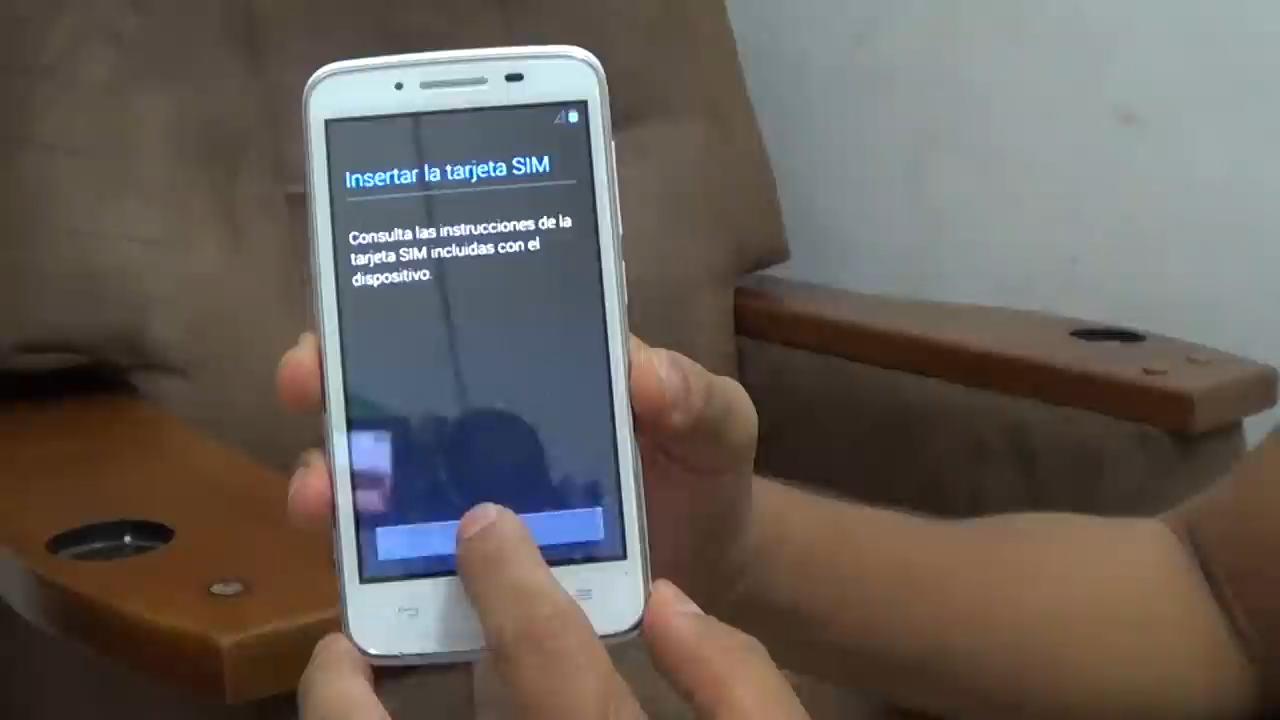 Insertar la tarjeta SIM
Consulta las instrucciones de la
tarjeta SIM incluidas con el
dispositivo.